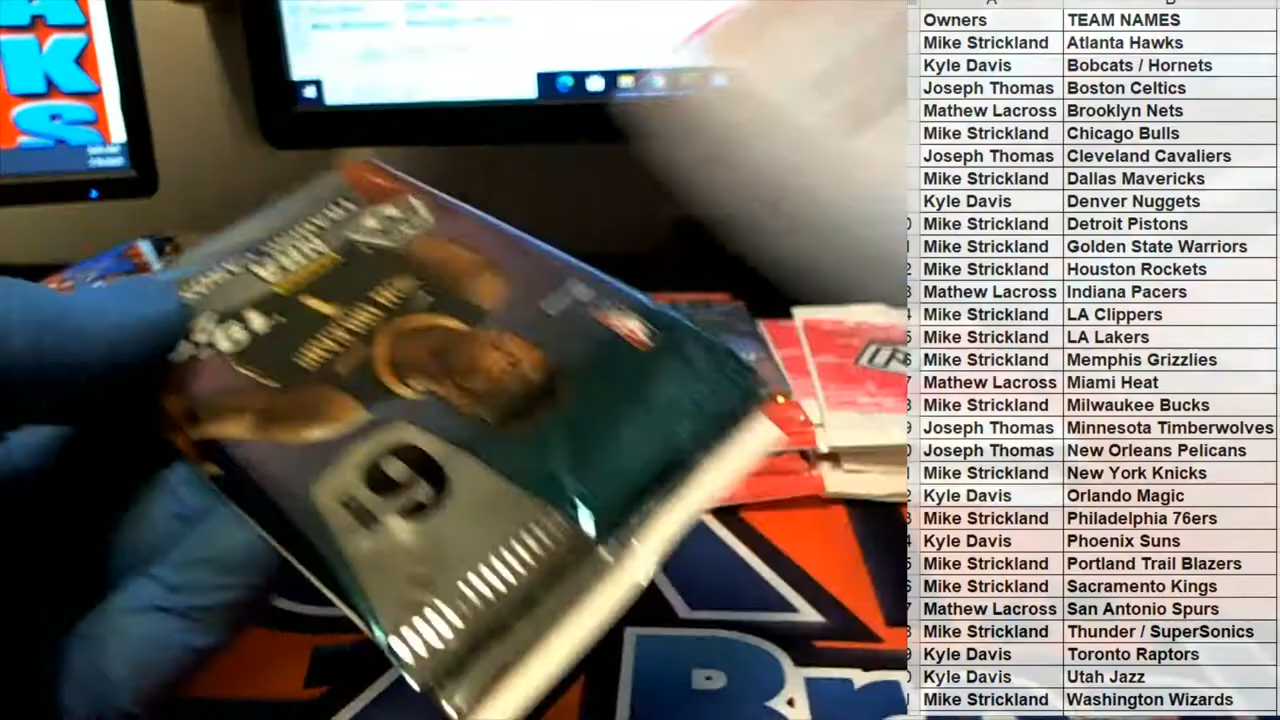 Owners TEAM NAMES
Mike Strickland Atlanta Hawks
Kyle Davis Bobcats / Hornets
Joseph Thomas Boston Celtics
Mathew Lacross Brooklyn Nets
Mike Strickland Chicago Bulls
Joseph Thomas Cleveland Cavaliers
Mike Strickland Dallas Mavericks
Kyle Davis Denver Nuggets
Mike Strickland Detroit Pistons
Mike Strickland Golden State Warriors
Mike Strickland Houston Rockets
Mathew Lacross Indiana Pacers
Mike Strickland LA Clippers
Mike Strickland LA Lakers
Mike Strickland Memphis Grizzlies
Mathew Lacross Miami Heat
Mike Strickland Milwaukee Bucks
Joseph Thomas Minnesota Timberwolves
Joseph Thomas New Orleans Pelicans
Mike Strickland New York Knicks
Kyle Davis Orlando Magic
Mike Strickland Philadelphia 76ers
Kyle Davis Phoenix Suns
Mike Strickland Portland Trail Blazers
Mike Strickland Sacramento Kings
Mathew Lacross San Antonio Spurs
Mike Strickland Thunder / SuperSonics
Kyle Davis Toronto Raptors
Kyle Davis Utah Jazz
Mike Strickland Washington Wizards